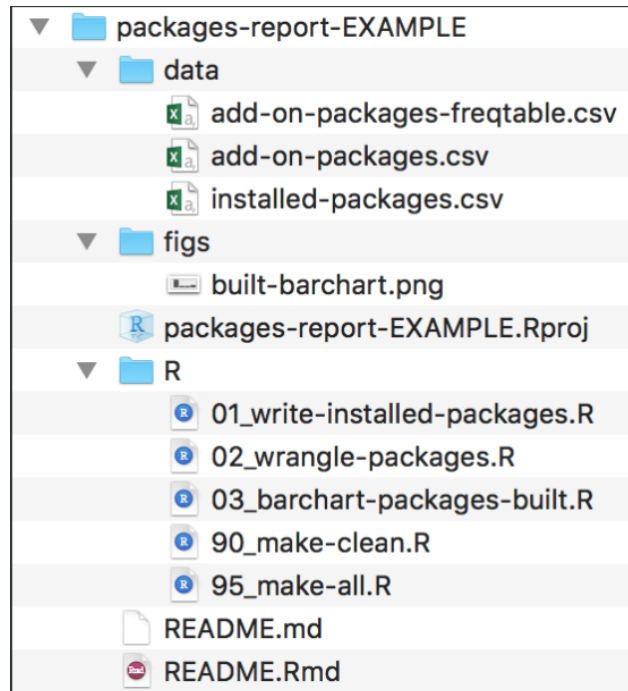 packages-report-EXAMPLE
data
add-on-packages-freqtable.csv
add-on-packages.csv
installed-packages.csv
figs
built-barchart.png
packages-report-EXAMPLE.Rproj
R
01_write-installed-packages.R
02_wrangle-packages.R
03_barchart-packages-built.R
90_make-clean.R
95_make-all.R
README.md
README.Rmd